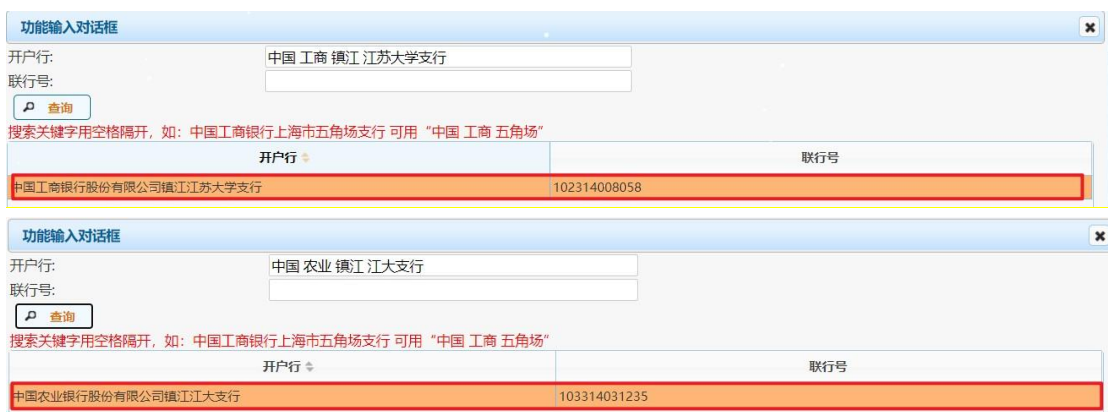 功能输入对话框
开户行: 中国 工商 镇江 江苏大学支行
联行号:
查询
搜索关键字用空格隔开，如：中国工商银行上海市五角场支行 可用“中国 工商 五角场”
开户行 联行号
中国工商银行股份有限公司镇江江苏大学支行 102314008058
功能输入对话框
开户行: 中国 农业 镇江 江大支行
联行号:
查询
搜索关键字用空格隔开，如：中国工商银行上海市五角场支行 可用“中国 工商 五角场”
开户行 联行号
中国农业银行股份有限公司镇江江大支行 103314031235